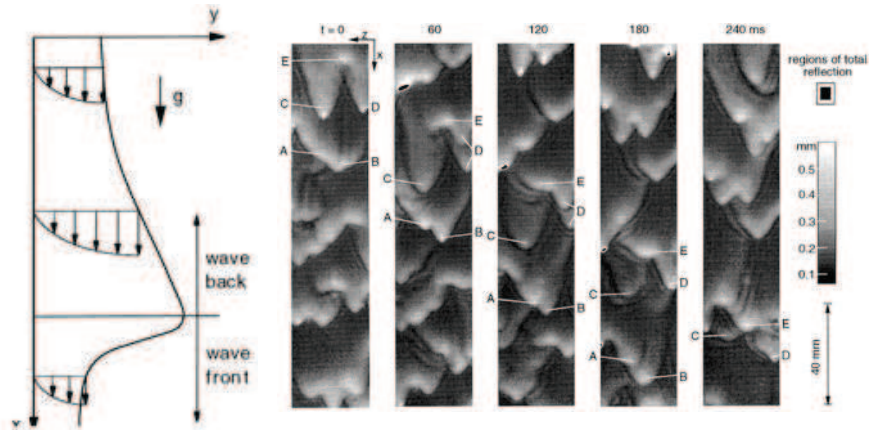 y
g
wave
back
wave
front
x
t = 0
60
120
180
240 ms
z
x
E
C
D
A
B
E
D
C
A
B
E
D
C
A
B
E
C
D
A
B
E
C
D
regions of total
reflection
mm
0.5
0.4
0.3
0.2
0.1
40 mm